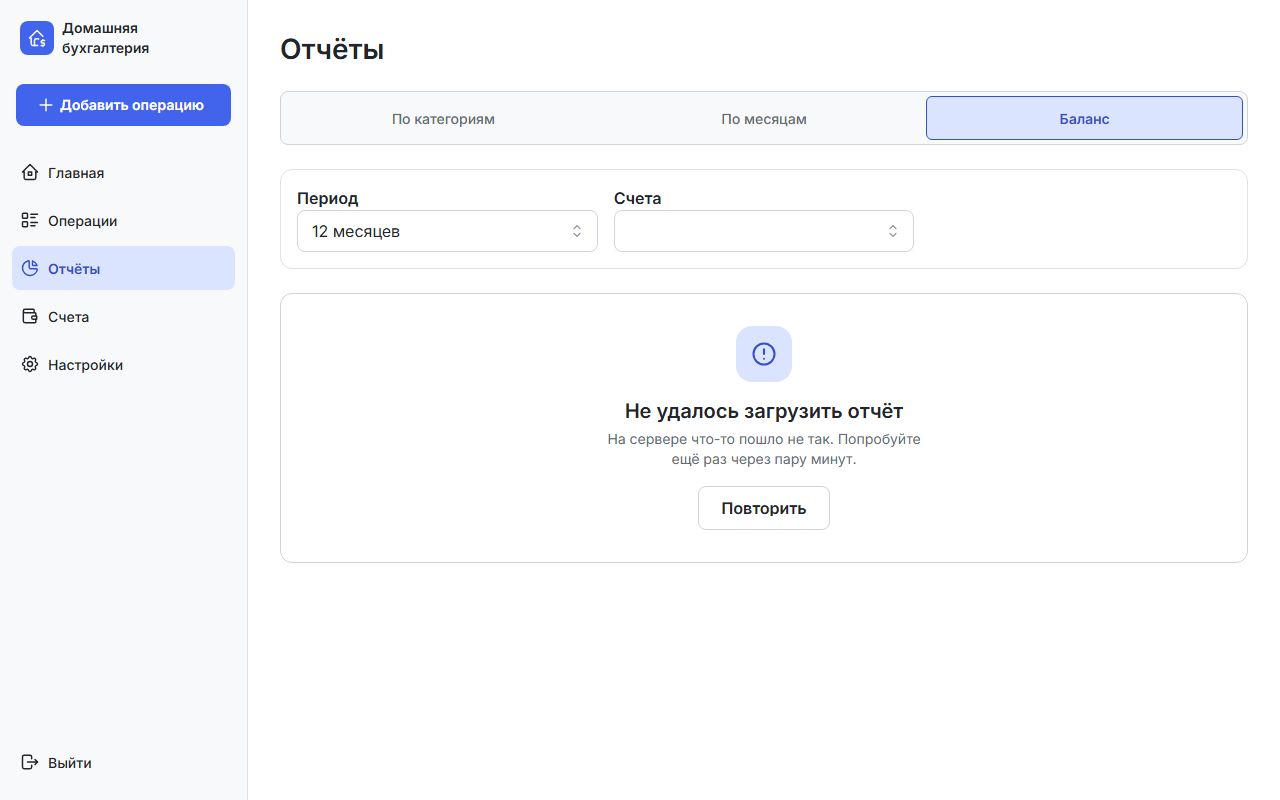 Домашняя
бухгалтерия
Добавить операцию
Главная
Операции
Отчёты
Счета
Настройки
Выйти
Отчёты
По категориям
По месяцам
Баланс
Период
Счета
12 месяцев
Не удалось загрузить отчёт
На сервере что-то пошло не так. Попробуйте
ещё раз через пару минут.
Повторить